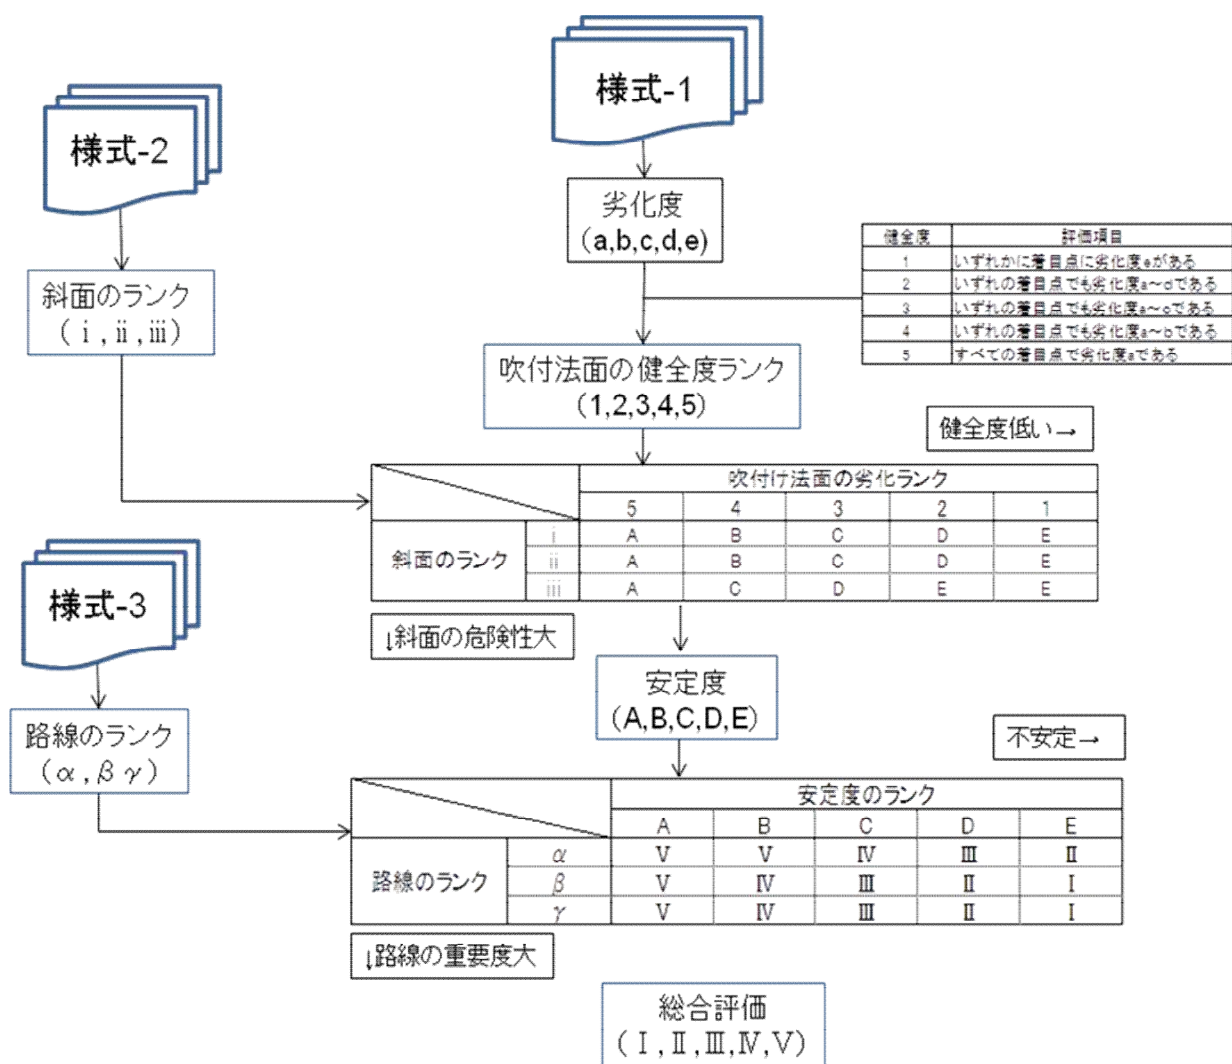 様式-1
様式-2
劣化度
(a,b,c,d,e)
健全度 評価項目
1 いずれかに着目点に劣化度eがある
2 いずれの着目点でも劣化度a～dである
3 いずれの着目点でも劣化度a～cである
4 いずれの着目点でも劣化度a～bである
5 すべての着目点で劣化度aである
斜面のランク
(ⅰ,ⅱ,ⅲ)
吹付法面の健全度ランク
(1,2,3,4,5)
健全度低い→
吹付け法面の劣化ランク
5 4 3 2 1
斜面のランク
ⅰ A B C D E
ⅱ A B C D E
ⅲ A C D E E
↓斜面の危険性大
様式-3
安定度
(A,B,C,D,E)
路線のランク
(α,βγ)
不安定→
安定度のランク
A B C D E
路線のランク
α Ⅴ Ⅴ Ⅳ Ⅲ Ⅱ
β Ⅴ Ⅳ Ⅲ Ⅱ Ⅰ
γ Ⅴ Ⅳ Ⅲ Ⅱ Ⅰ
↓路線の重要度大
総合評価
(Ⅰ,Ⅱ,Ⅲ,Ⅳ,Ⅴ)